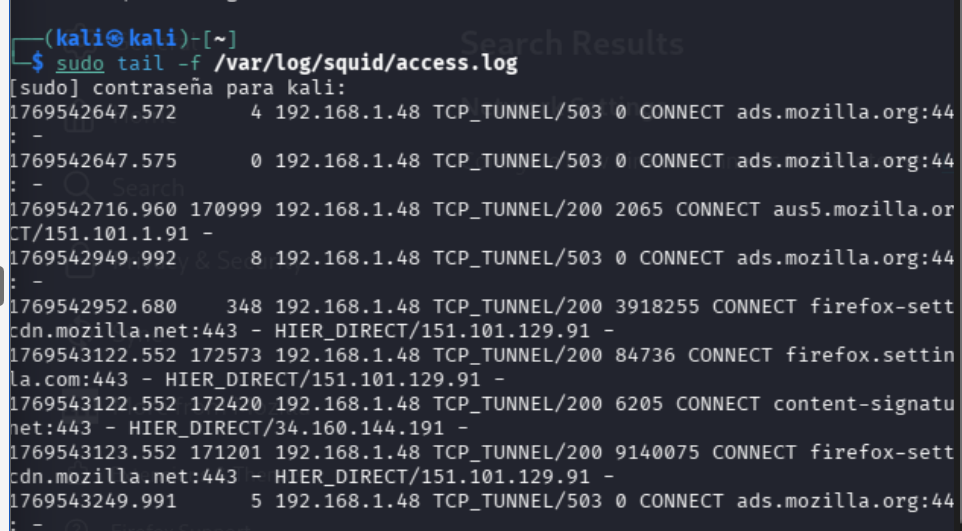 ┌──(kali㉿kali)-[~]
└─$ sudo tail -f /var/log/squid/access.log
[sudo] contraseña para kali:
1769542647.572      4 192.168.1.48 TCP_TUNNEL/503 0 CONNECT ads.mozilla.org:44
: -
1769542647.575      0 192.168.1.48 TCP_TUNNEL/503 0 CONNECT ads.mozilla.org:44
: -
1769542716.960 170999 192.168.1.48 TCP_TUNNEL/200 2065 CONNECT aus5.mozilla.or
CT/151.101.1.91 -
1769542949.992      8 192.168.1.48 TCP_TUNNEL/503 0 CONNECT ads.mozilla.org:44
: -
1769542952.680    348 192.168.1.48 TCP_TUNNEL/200 3918255 CONNECT firefox-sett
cdn.mozilla.net:443 - HIER_DIRECT/151.101.129.91 -
1769543122.552 172573 192.168.1.48 TCP_TUNNEL/200 84736 CONNECT firefox.settin
la.com:443 - HIER_DIRECT/151.101.129.91 -
1769543122.552 172420 192.168.1.48 TCP_TUNNEL/200 6205 CONNECT content-signatu
net:443 - HIER_DIRECT/34.160.144.191 -
1769543123.552 171201 192.168.1.48 TCP_TUNNEL/200 9140075 CONNECT firefox-sett
cdn.mozilla.net:443 - HIER_DIRECT/151.101.129.91 -
1769543249.991      5 192.168.1.48 TCP_TUNNEL/503 0 CONNECT ads.mozilla.org:44
: -
Search Results
Search
Privacy & Security